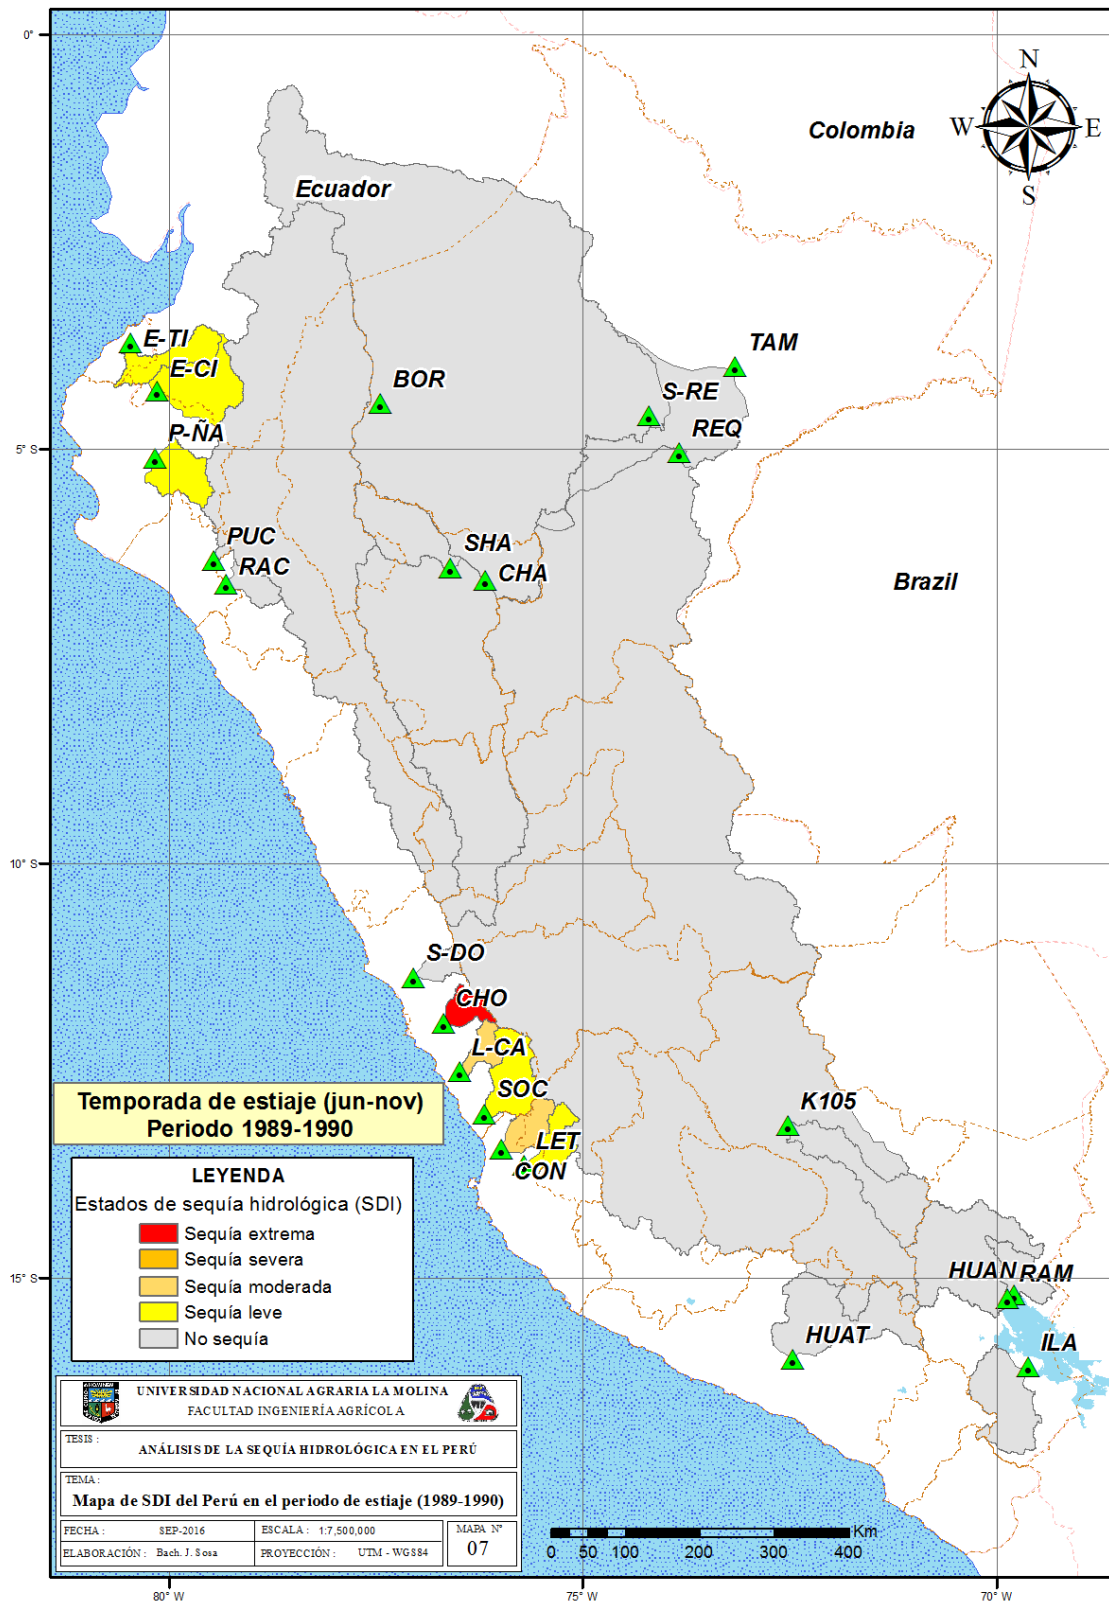 0°
5° S
10° S
15° S
N
W
E
S
Colombia
Ecuador
Brazil
E-TI
E-CI
P-ÑA
BOR
TAM
S-RE
REQ
PUC
RAC
SHA
CHA
S-DO
CHO
L-CA
SOC
LET
CON
K105
HUAN
RAM
HUAT
ILA
Temporada de estiaje (jun-nov)
Periodo 1989-1990
LEYENDA
Estados de sequía hidrológica (SDI)
Sequía extrema
Sequía severa
Sequía moderada
Sequía leve
No sequía
UNIVERSIDAD NACIONAL AGRARIA LA MOLINA
FACULTAD INGENIERÍA AGRÍCOLA
TESIS :
ANÁLISIS DE LA SEQUÍA HIDROLÓGICA EN EL PERÚ
TEMA :
Mapa de SDI del Perú en el periodo de estiaje (1989-1990)
FECHA : SEP-2016
ESCALA : 1:7,500,000
MAPA N°
07
ELABORACIÓN : Bach. J. Sosa
PROYECCIÓN : UTM - WGS84
Km
0 50 100 200 300 400
80° W
75° W
70° W